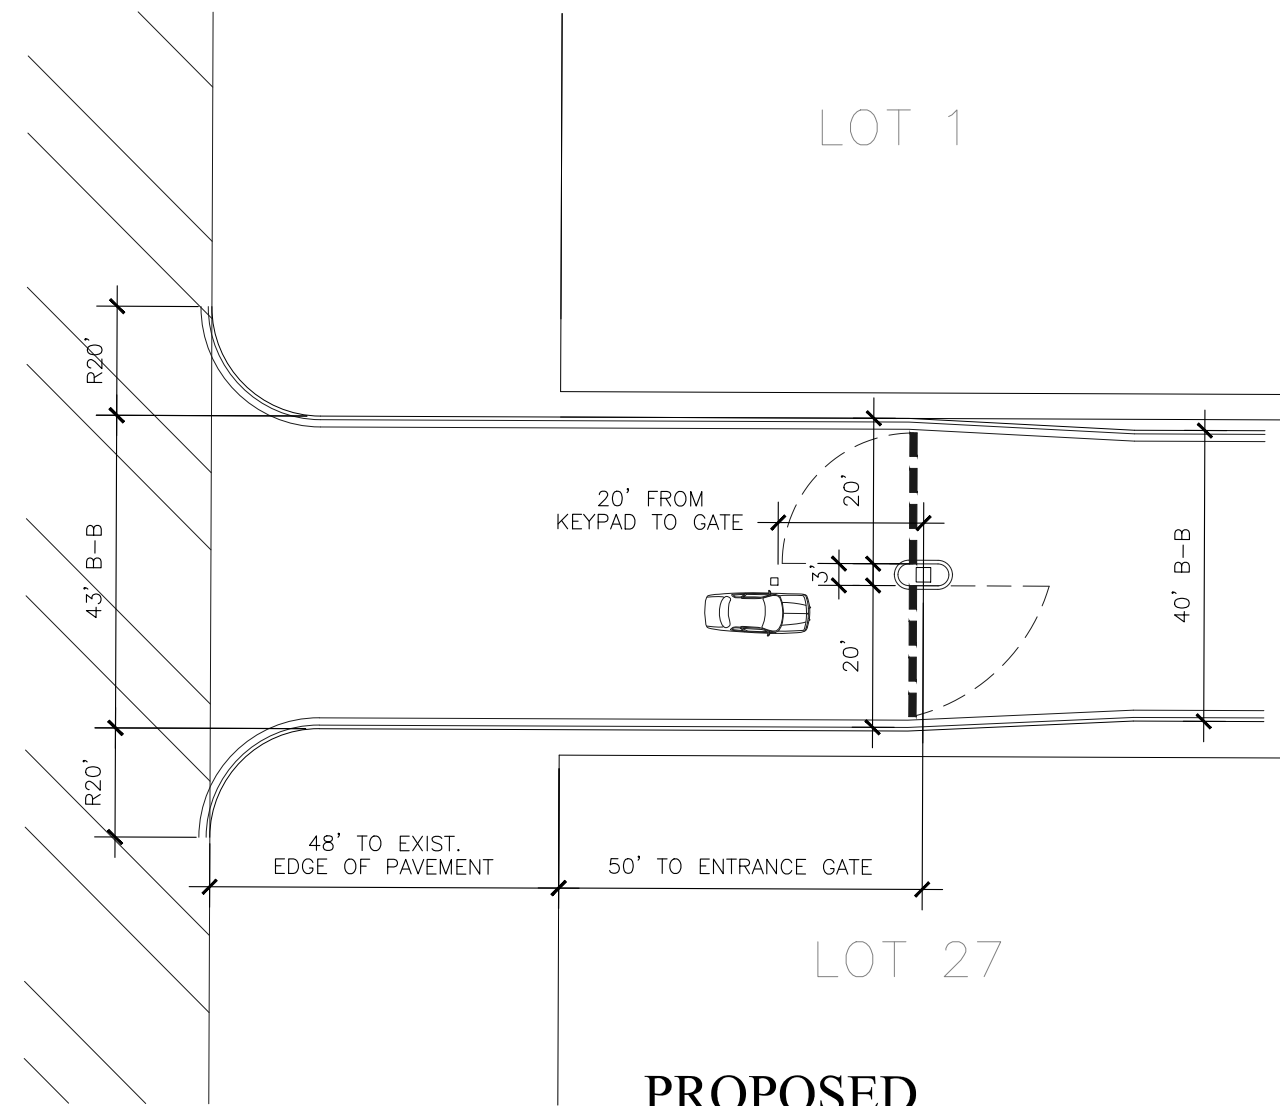 LOT 1
R20'
20' FROM
KEYPAD TO GATE
20'
3'
43' B-B
40' B-B
20'
R20'
48' TO EXIST.
EDGE OF PAVEMENT
50' TO ENTRANCE GATE
LOT 27
PROPOSED